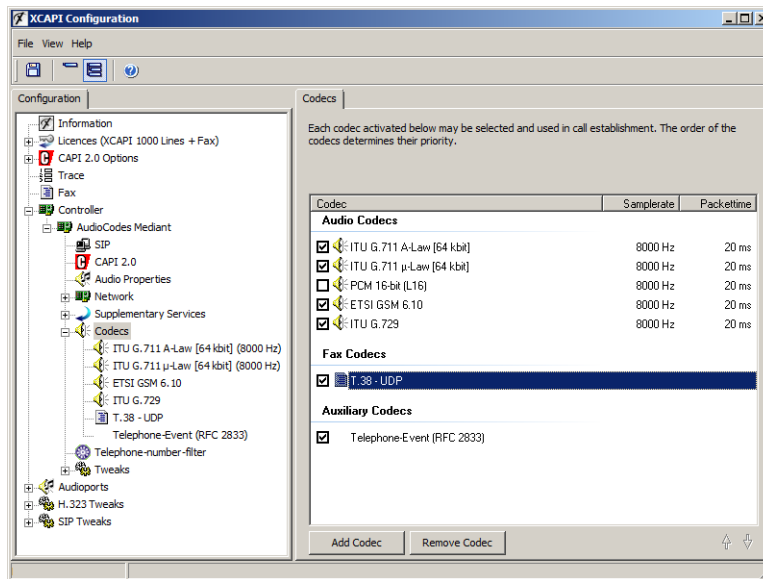 XCAPI Configuration
File View Help
Configuration
Information
Licences (XCAPI 1000 Lines + Fax)
CAPI 2.0 Options
Trace
Fax
Controller
AudioCodes Mediant
SIP
CAPI 2.0
Audio Properties
Network
Supplementary Services
Codecs
ITU G.711 A-Law [64 kbit] (8000 Hz)
ITU G.711 µ-Law [64 kbit] (8000 Hz)
ETSI GSM 6.10
ITU G.729
T.38 - UDP
Telephone-Event (RFC 2833)
Telephone-number-filter
Tweaks
Audioports
H.323 Tweaks
SIP Tweaks
Codecs
Each codec activated below may be selected and used in call establishment. The order of the
codecs determines their priority.
Codec Samplerate Packettime
Audio Codecs
ITU G.711 A-Law [64 kbit] 8000 Hz 20 ms
ITU G.711 µ-Law [64 kbit] 8000 Hz 20 ms
PCM 16-bit (L16) 8000 Hz 20 ms
ETSI GSM 6.10 8000 Hz 20 ms
ITU G.729 8000 Hz 20 ms
Fax Codecs
T.38 - UDP
Auxiliary Codecs
Telephone-Event (RFC 2833)
Add Codec Remove Codec